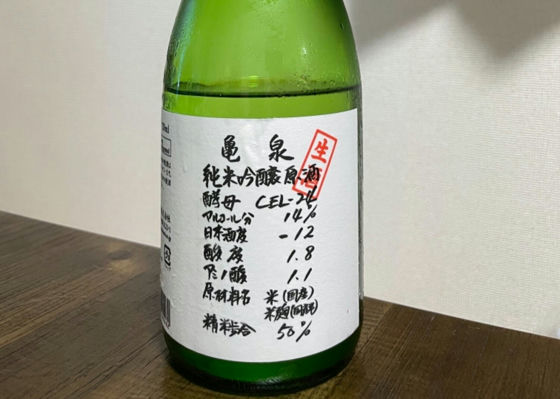 亀泉
純米吟醸原酒
生酒
酵母 CEL-24
アルコール分 14%
日本酒度 -12
酸度 1.8
アミノ酸 1.1
原材料名 米(国産)
米麹(国産米)
精米歩合 50%